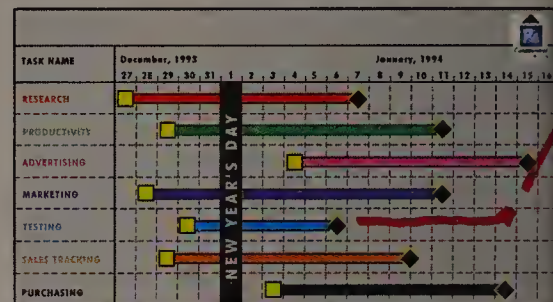 TASK NAME December, 1993 January, 1994
27 28 29 30 31 1 2 3 4 5 6 7 8 9 10 11 12 13 14 15 16
RESEARCH
PRODUCTIVITY
ADVERTISING
MARKETING
TESTING
SALES TRACKING
PURCHASING
NEW YEAR'S DAY